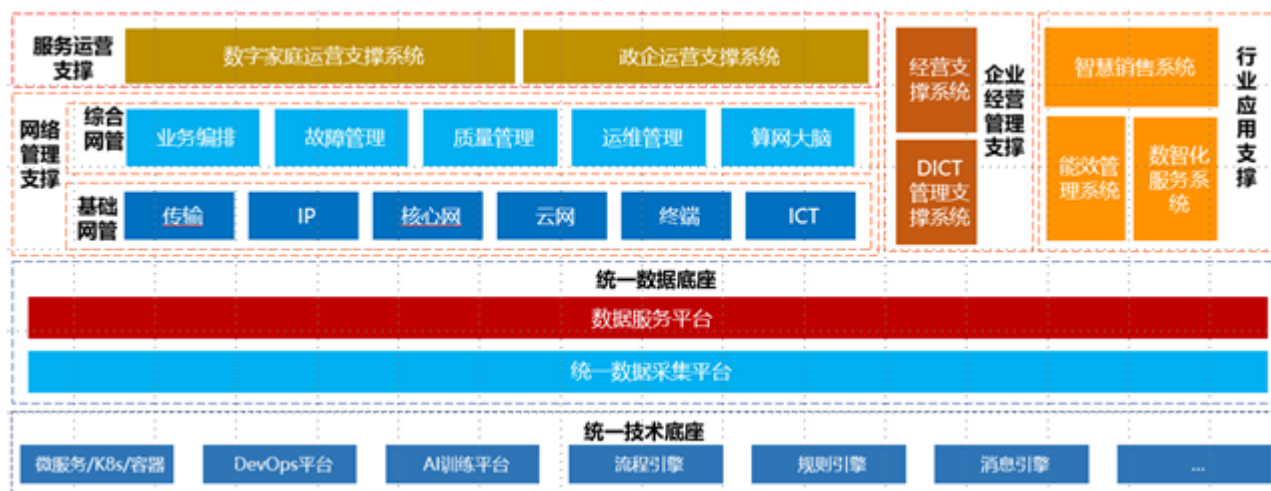 服务运营
支撑
数字家庭运营支撑系统
政企运营支撑系统
网络
管理
支撑
综合
网管
业务编排
故障管理
质量管理
运维管理
算网大脑
基础
网管
传输
IP
核心网
云网
终端
ICT
经营支
撑系统
DICT
管理支
撑系统
企业
经营
管理
支撑
智慧销售系统
能效管
理系统
数智化
服务系
统
行
业
应
用
支
撑
统一数据底座
数据服务平台
统一数据采集平台
统一技术底座
微服务/K8s/容器
DevOps平台
AI训练平台
流程引擎
规则引擎
消息引擎
...